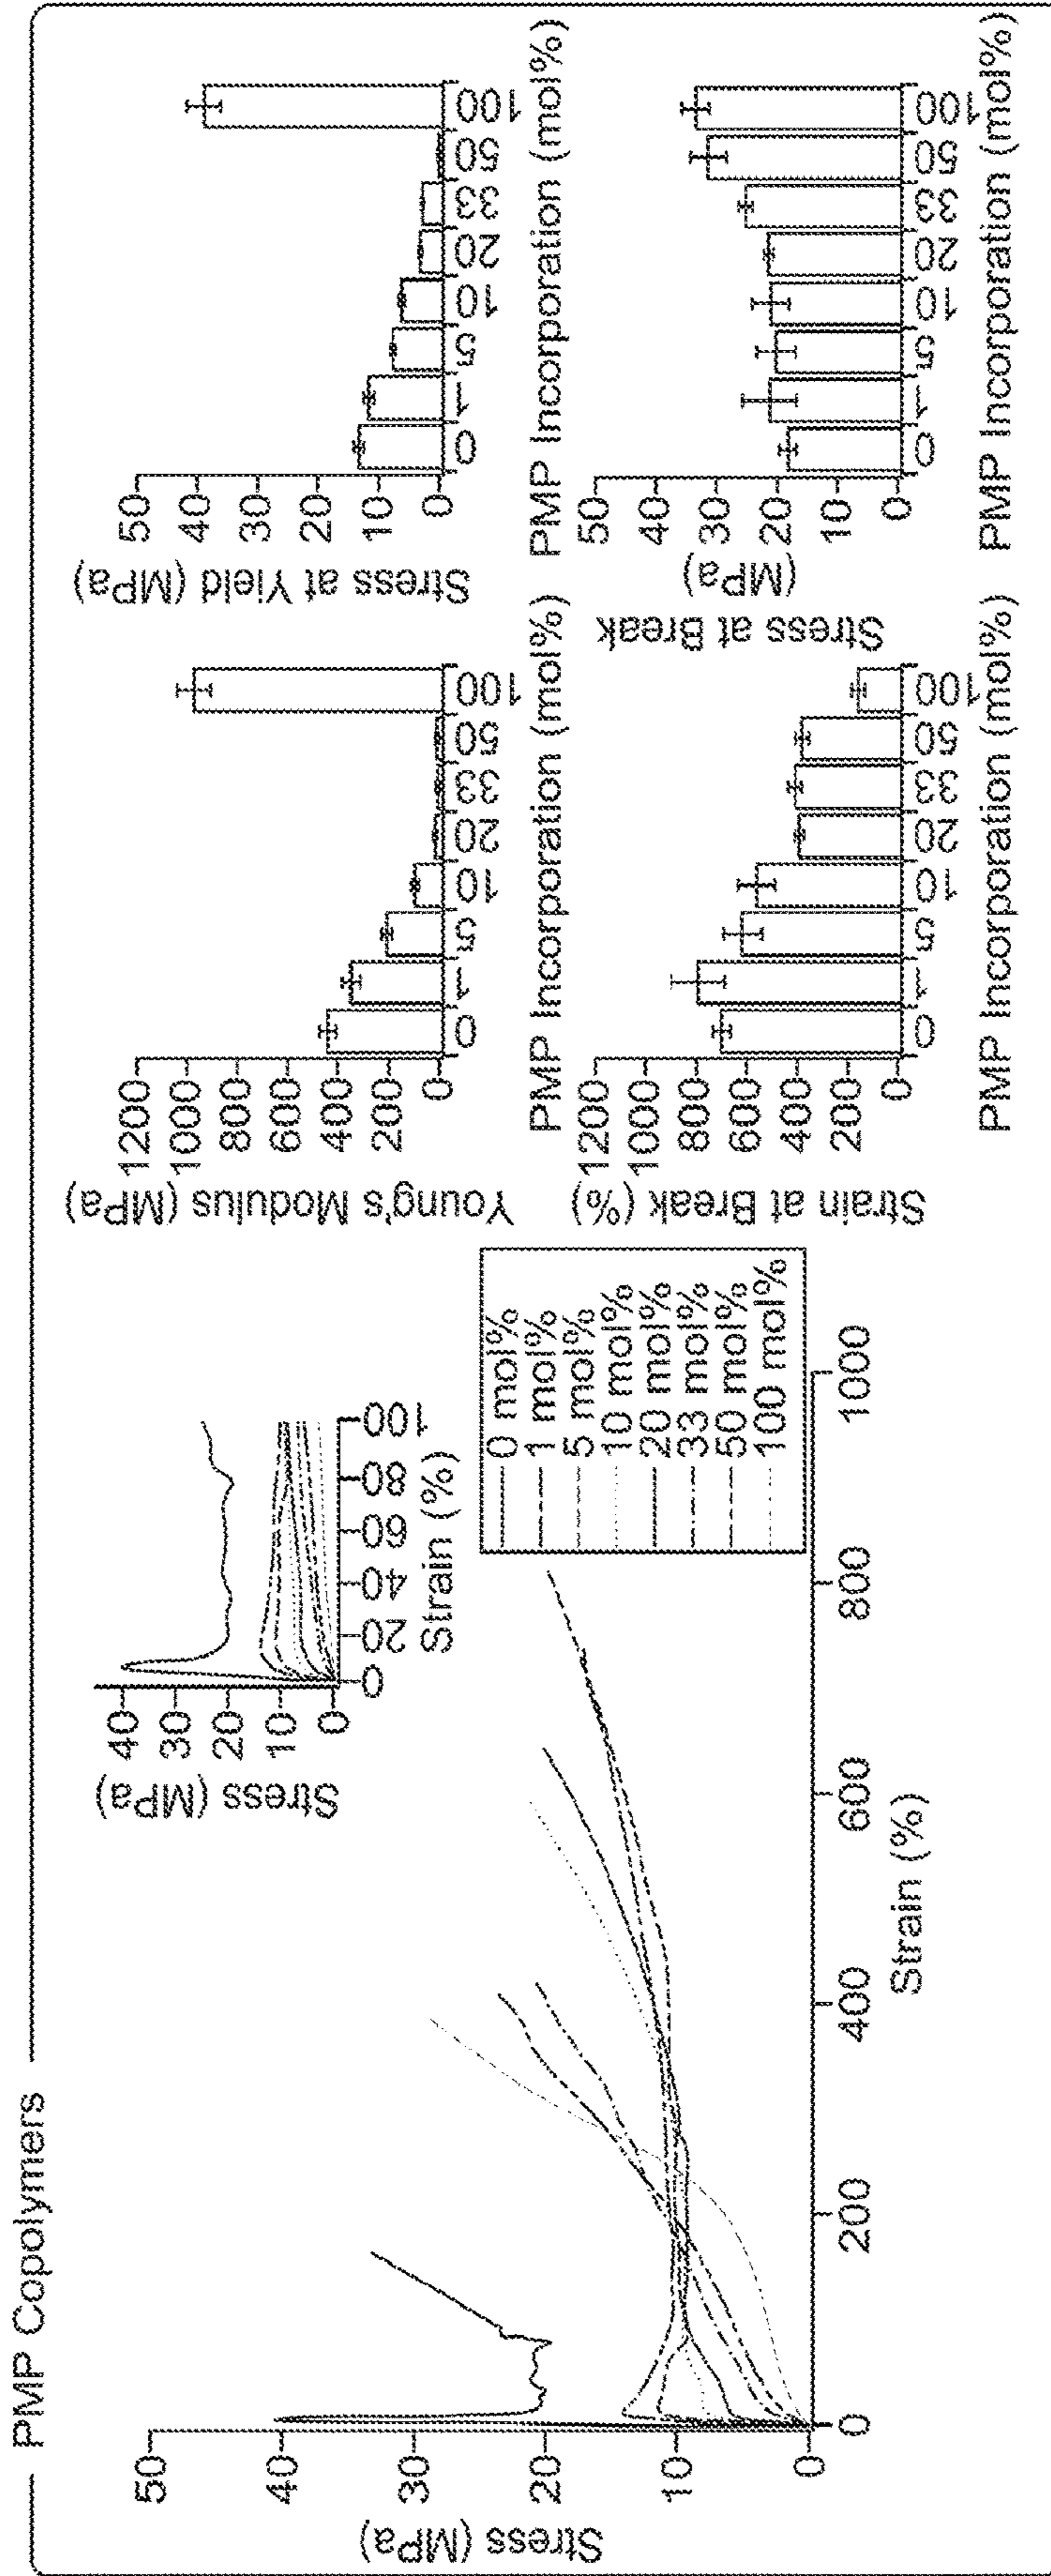 PMP Copolymers
Stress (MPa)
50
40
30
20
10
0
0
200
400
600
800
1000
Strain (%)
Stress (MPa)
40
30
20
10
0
0
20
40
60
80
100
Strain (%)
0 mol%
1 mol%
5 mol%
10 mol%
20 mol%
33 mol%
50 mol%
100 mol%
Young's Modulus (MPa)
1200
1000
800
600
400
200
0
0 1 5 10 20 33 50 100
PMP Incorporation (mol%)
Stress at Yield (MPa)
50
40
30
20
10
0
0 1 5 10 20 33 50 100
PMP Incorporation (mol%)
Strain at Break (%)
1200
1000
800
600
400
200
0
0 1 5 10 20 33 50 100
PMP Incorporation (mol%)
Stress at Break
(MPa)
50
40
30
20
10
0
0 1 5 10 20 33 50 100
PMP Incorporation (mol%)